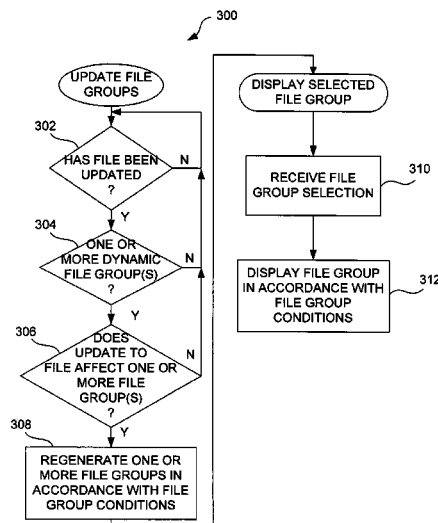 300
UPDATE FILE
GROUPS
302
HAS FILE BEEN
UPDATED
?
N
Y
304
ONE OR
MORE DYNAMIC
FILE GROUP(S)
?
N
Y
306
DOES
UPDATE TO
FILE AFFECT ONE OR
MORE FILE
GROUP(S)
?
N
Y
308
REGENERATE ONE OR
MORE FILE GROUPS IN
ACCORDANCE WITH FILE
GROUP CONDITIONS
DISPLAY SELECTED
FILE GROUP
RECEIVE FILE
GROUP SELECTION
310
DISPLAY FILE GROUP
IN ACCORDANCE WITH
FILE GROUP
CONDITIONS
312